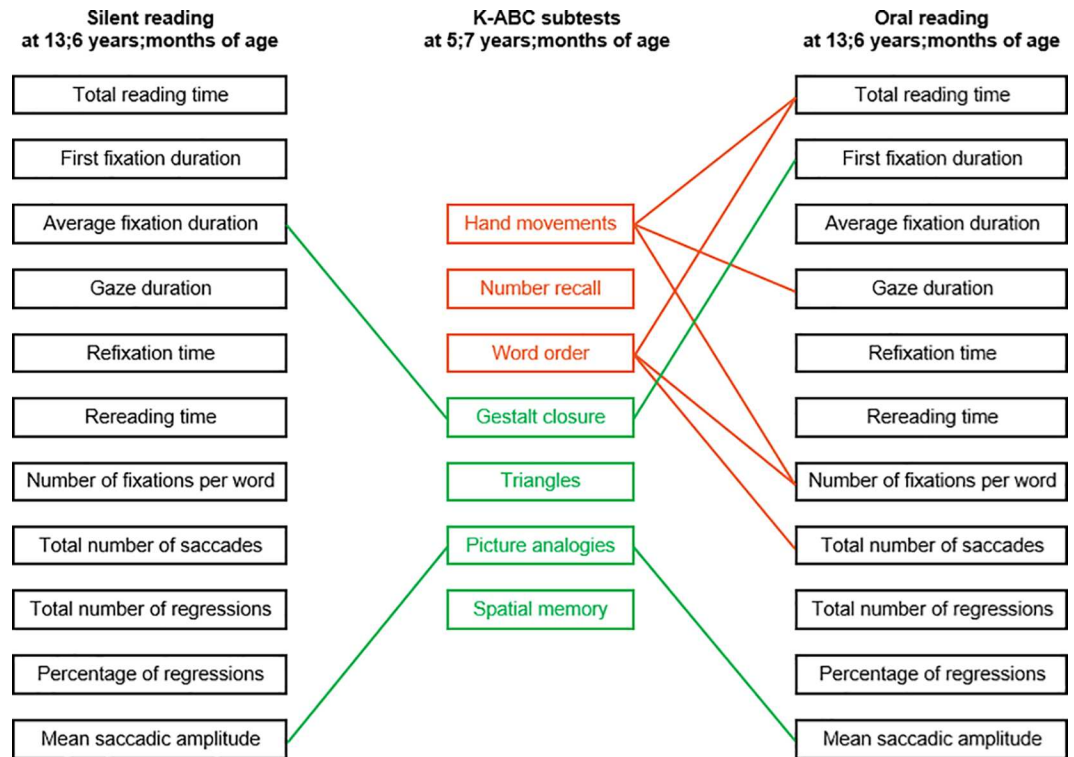 Silent reading
at 13;6 years;months of age
Total reading time
First fixation duration
Average fixation duration
Gaze duration
Refixation time
Rereading time
Number of fixations per word
Total number of saccades
Total number of regressions
Percentage of regressions
Mean saccadic amplitude
K-ABC subtests
at 5;7 years;months of age
Hand movements
Number recall
Word order
Gestalt closure
Triangles
Picture analogies
Spatial memory
Oral reading
at 13;6 years;months of age
Total reading time
First fixation duration
Average fixation duration
Gaze duration
Refixation time
Rereading time
Number of fixations per word
Total number of saccades
Total number of regressions
Percentage of regressions
Mean saccadic amplitude